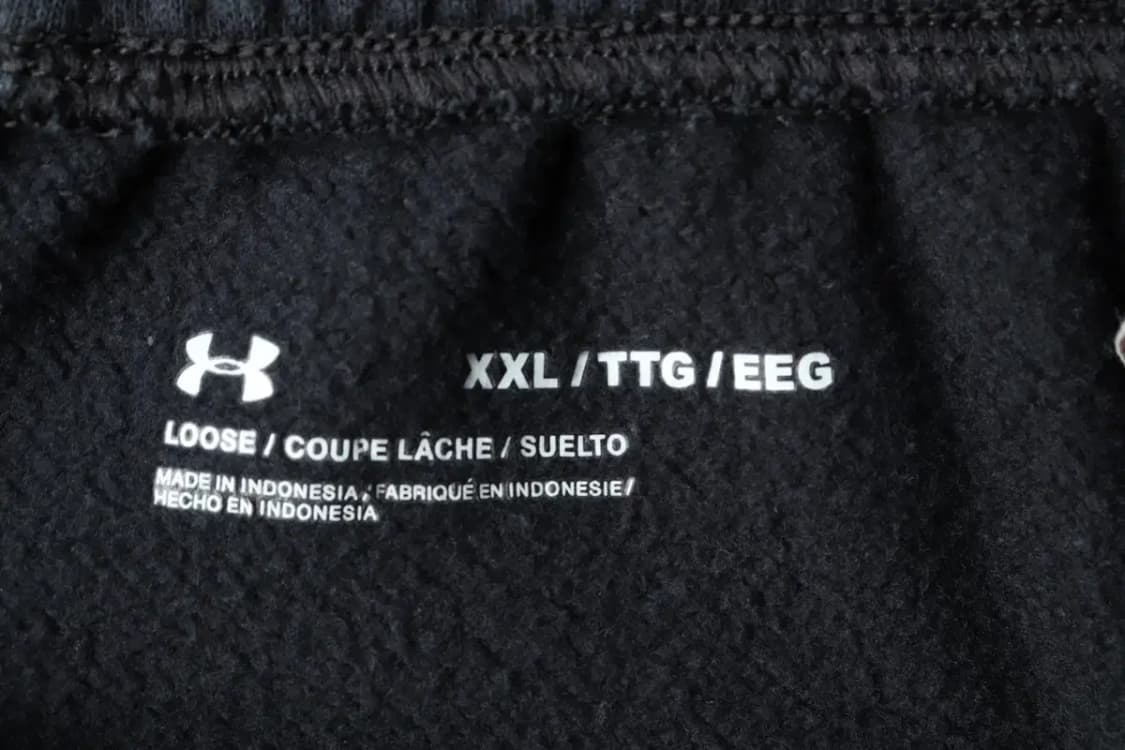 XXL / TTG / EEG
LOOSE / COUPE LÂCHE / SUELTO
MADE IN INDONESIA / FABRIQUÉ EN INDONESIE /
HECHO EN INDONESIA